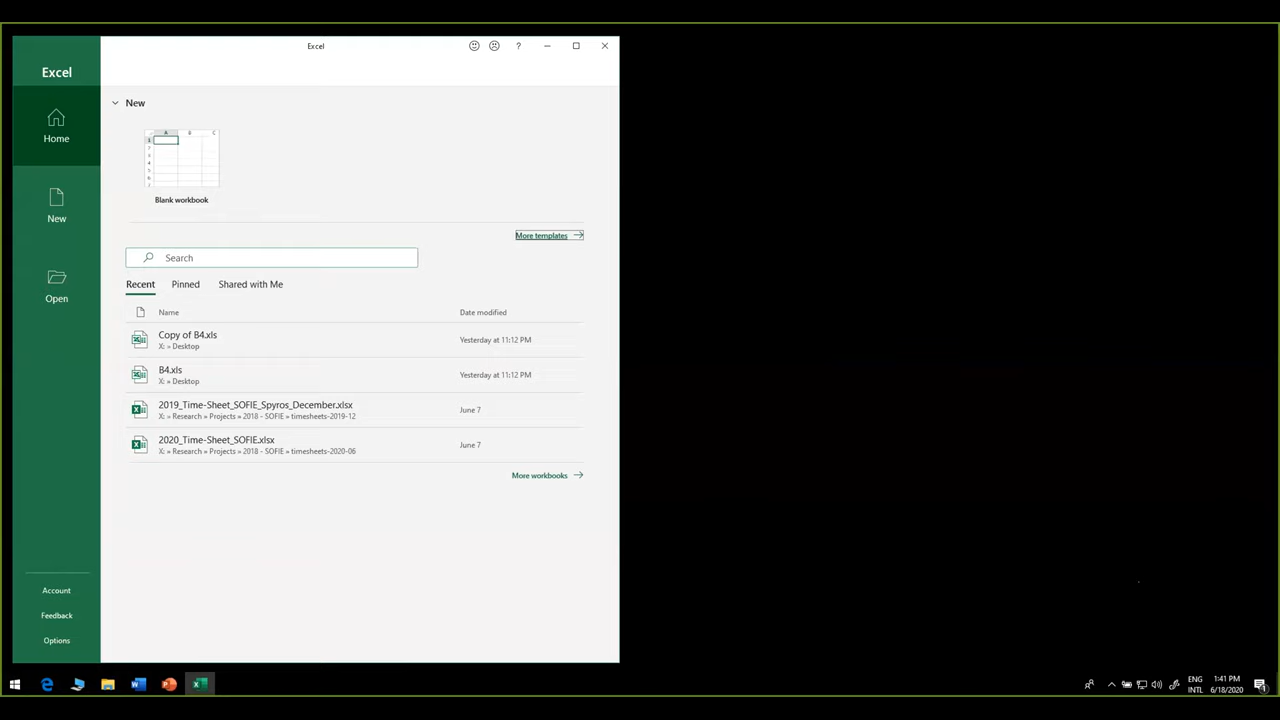 Excel
Excel
?
Home
New
Open
Account
Feedback
Options
New
Blank workbook
More templates
Search
Recent Pinned Shared with Me
Name Date modified
Copy of B4.xls Yesterday at 11:12 PM
X: » Desktop
B4.xls Yesterday at 11:12 PM
X: » Desktop
2019_Time-Sheet_SOFIE_Spyros_December.xlsx June 7
X: » Research » Projects » 2018 - SOFIE » timesheets-2019-12
2020_Time-Sheet_SOFIE.xlsx June 7
X: » Research » Projects » 2018 - SOFIE » timesheets-2020-06
More workbooks
ENG 1:41 PM
INTL 6/18/2020